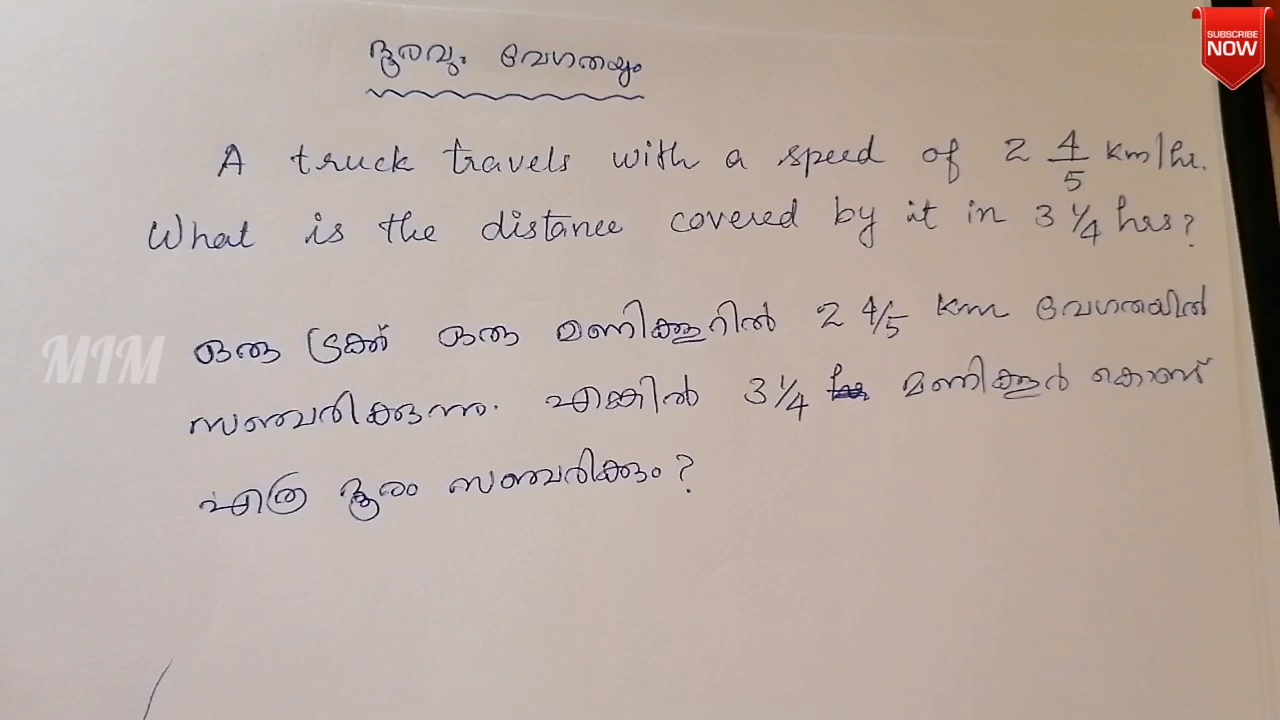 SUBSCRIBE
NOW
ദൂരവും വേഗതയും
A truck travels with a speed of 2 4/5 km/hr.
What is the distance covered by it in 3 1/4 hrs?
ഒരു ട്രക്ക് ഒരു മണിക്കൂറിൽ 2 4/5 km വേഗതയിൽ
സഞ്ചരിക്കുന്നു. എങ്കിൽ 3 1/4 മണിക്കൂർ കൊണ്ട്
എത്ര ദൂരം സഞ്ചരിക്കും?
MIM